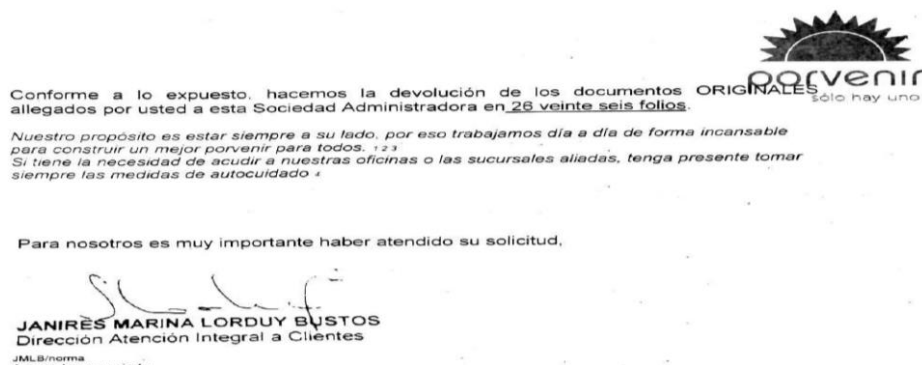 porvenir
sólo hay uno
Conforme a lo expuesto, hacemos la devolución de los documentos ORIGINALES
allegados por usted a esta Sociedad Administradora en 26 veinte seis folios.
Nuestro propósito es estar siempre a su lado, por eso trabajamos día a día de forma incansable
para construir un mejor porvenir para todos. 1 2 3
Si tiene la necesidad de acudir a nuestras oficinas o las sucursales aliadas, tenga presente tomar
siempre las medidas de autocuidado 4
Para nosotros es muy importante haber atendido su solicitud,
JANIRES MARINA LORDUY BUSTOS
Dirección Atención Integral a Clientes
JMLB/norma